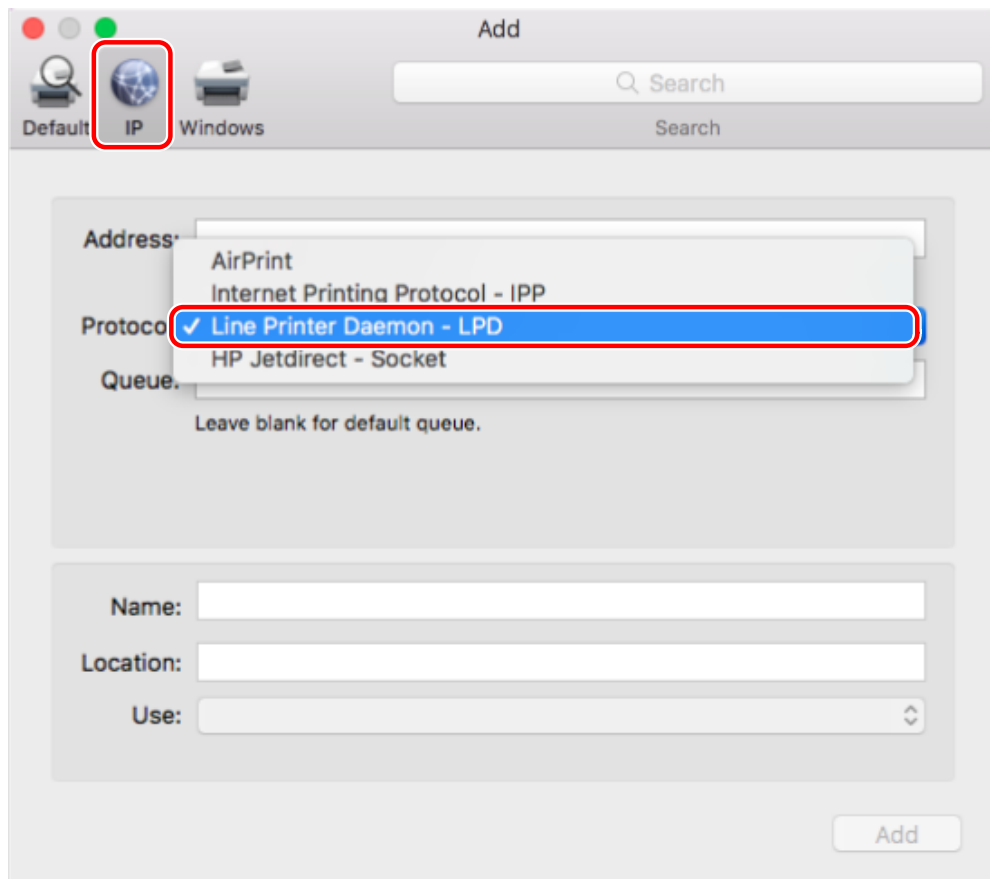 Add
Search
Default IP Windows Search
Address:
AirPrint
Internet Printing Protocol - IPP
Protoco ✓ Line Printer Daemon - LPD
HP Jetdirect - Socket
Queue:
Leave blank for default queue.
Name:
Location:
Use:
Add